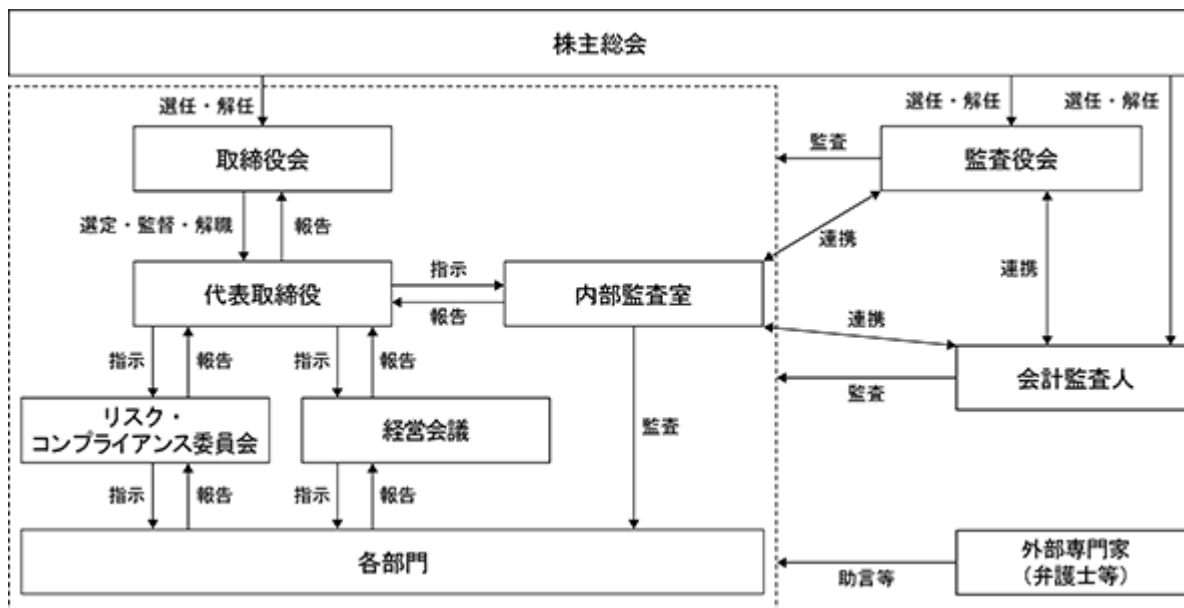 株主総会
選任・解任
選任・解任
選任・解任
取締役会
監査
監査役会
選定・監督・解職
報告
連携
連携
代表取締役
指示
報告
内部監査室
連携
指示
報告
指示
報告
会計監査人
監査
リスク・
コンプライアンス委員会
経営会議
監査
指示
報告
指示
報告
各部門
助言等
外部専門家
（弁護士等）